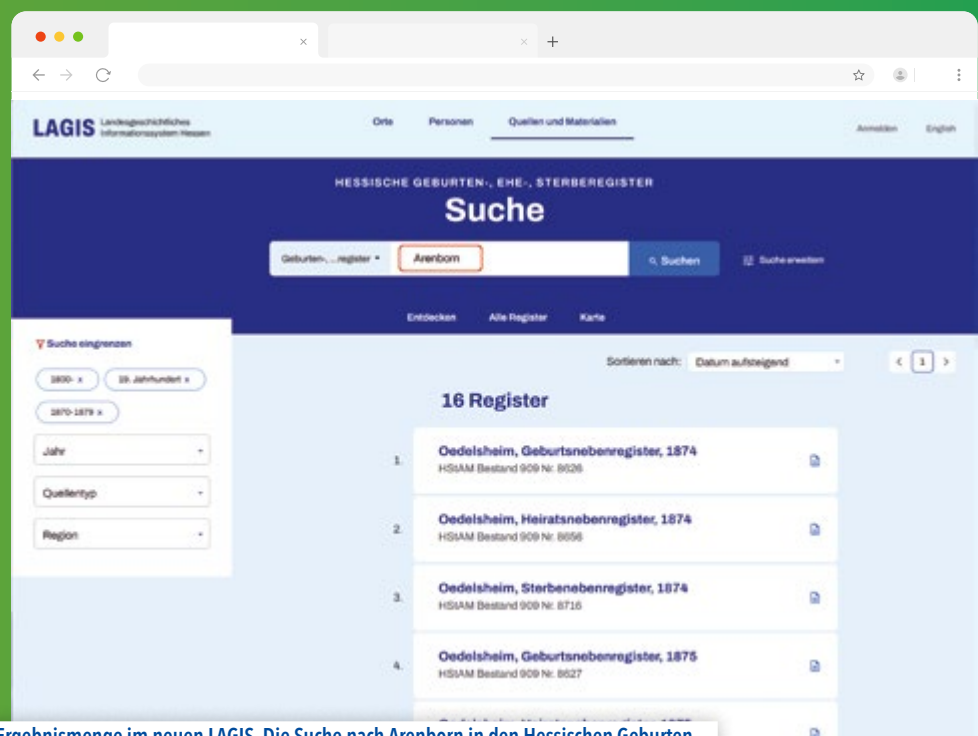 LAGIS Landesgeschichtliches
Informationssystem Hessen
Orte Personen Quellen und Materialien
Anmelden English
HESSISCHE GEBURTEN-, EHE-, STERBEREGISTER
Suche
Geburten-, ...register
Arenborn
Suchen
Suche erweitern
Entdecken Alle Register Karte
Suche eingrenzen
1800- x 19. Jahrhundert x
1870-1879 x
Jahr
Quellentyp
Region
Sortieren nach: Datum aufsteigend
< 1 >
16 Register
1. Oedelsheim, Geburtsnebenregister, 1874
HStAM Bestand 909 Nr. 8626
2. Oedelsheim, Heiratsnebenregister, 1874
HStAM Bestand 909 Nr. 8656
3. Oedelsheim, Sterbenebenregister, 1874
HStAM Bestand 909 Nr. 8716
4. Oedelsheim, Geburtsnebenregister, 1875
HStAM Bestand 909 Nr. 8627
Ergebnismenge im neuen LAGIS. Die Suche nach Arenborn in den Hessischen Geburten